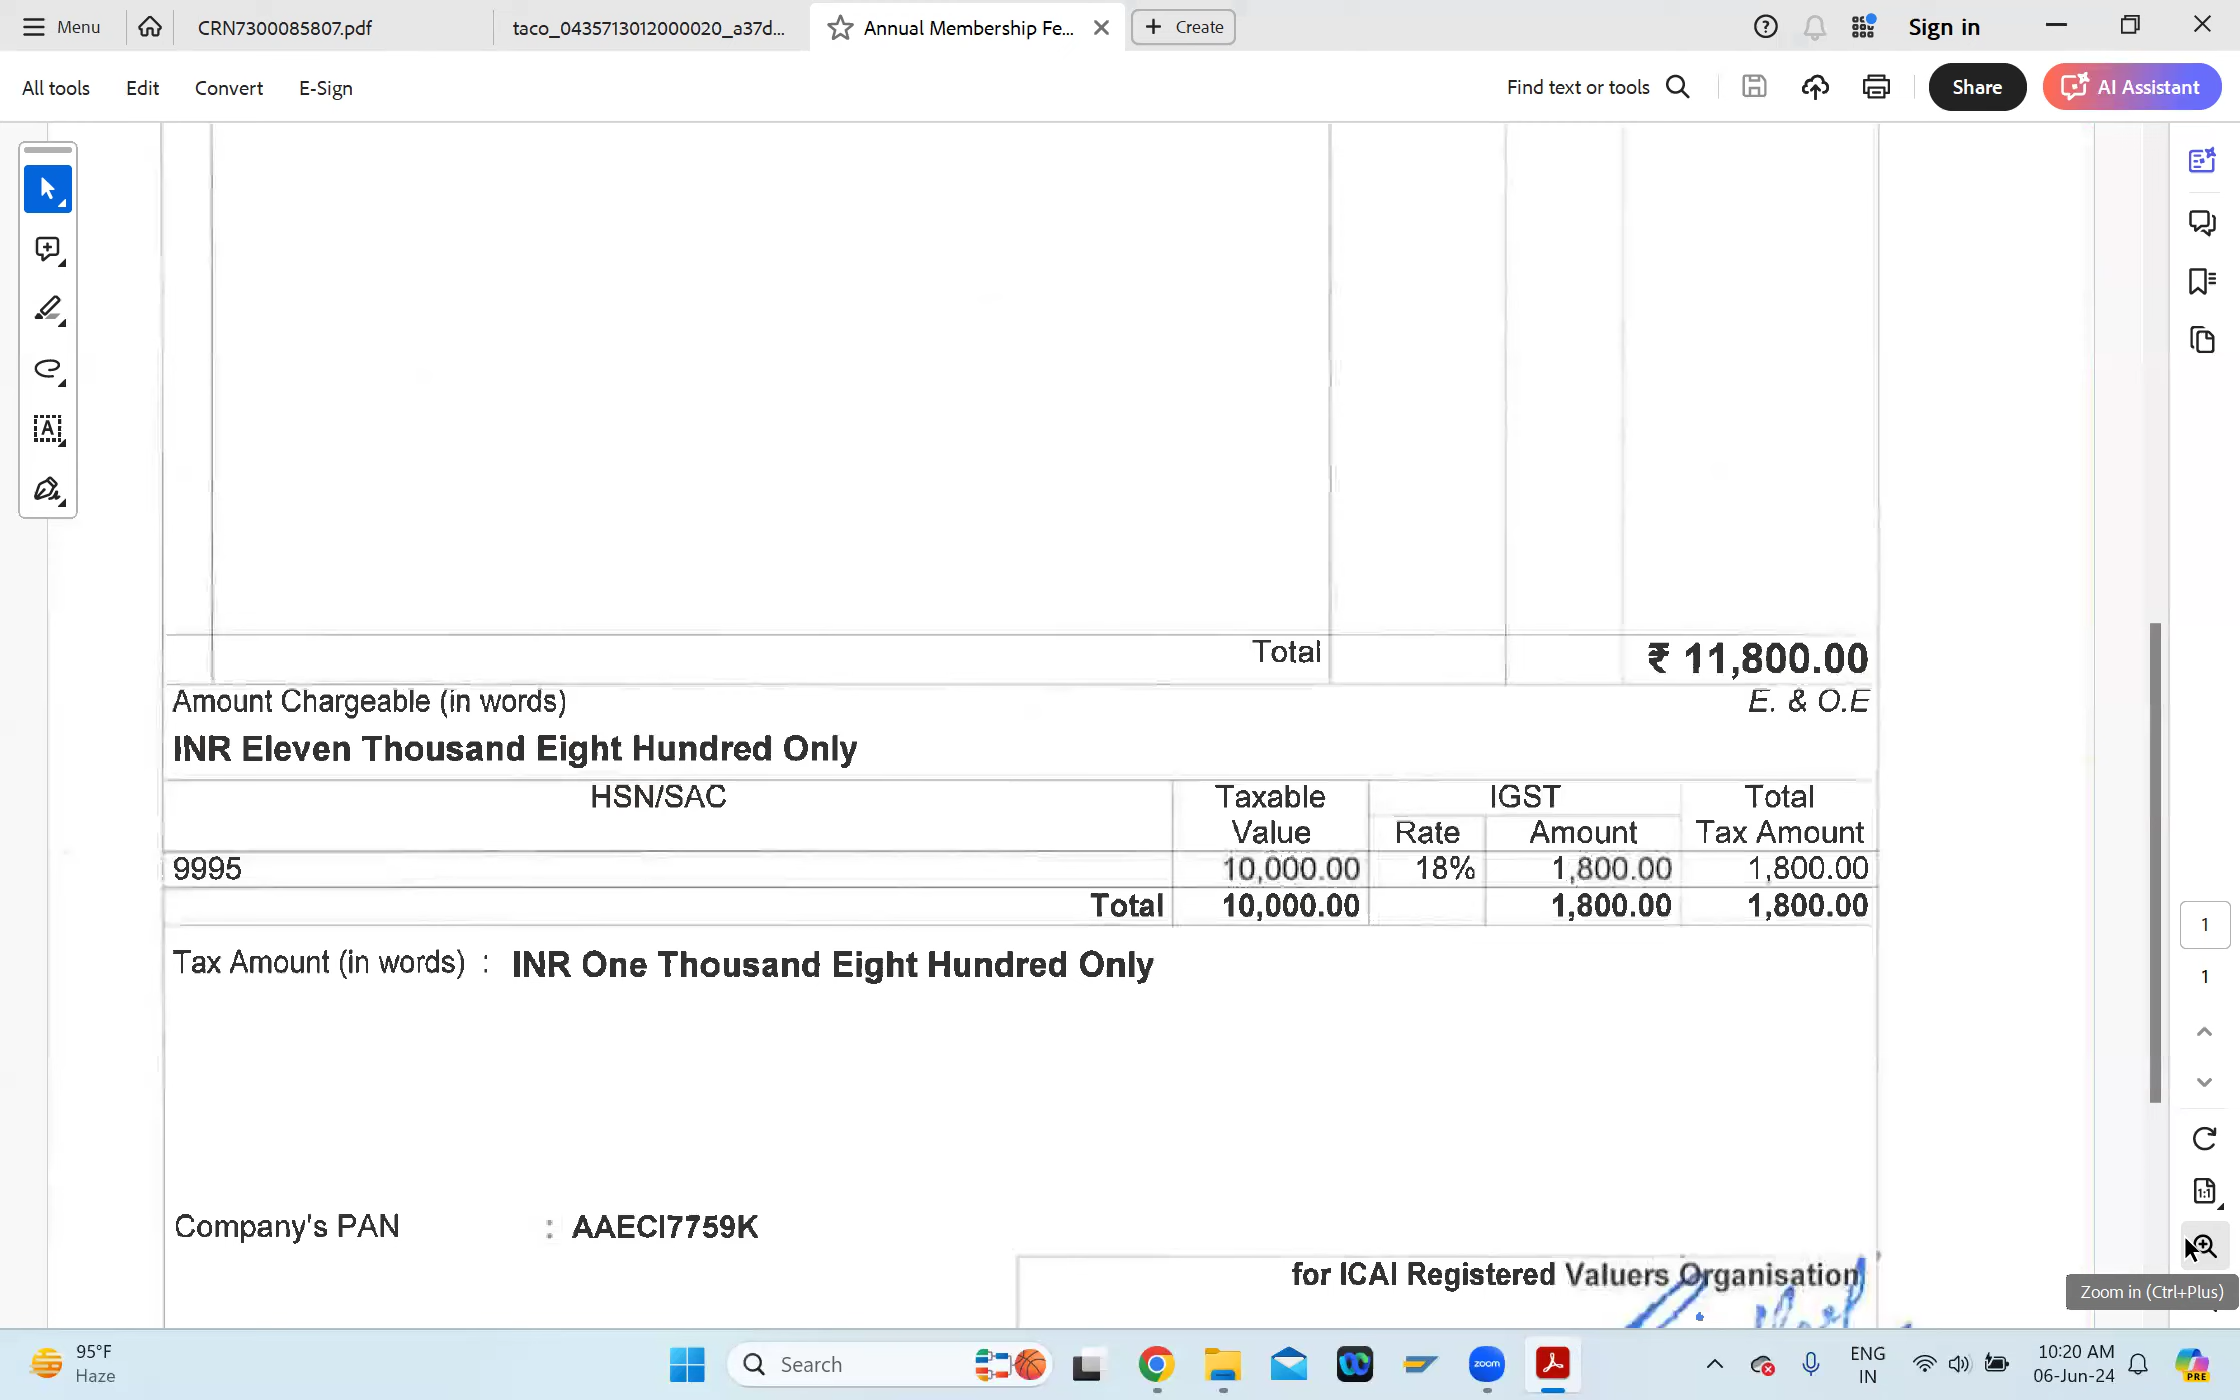 Menu
CRN7300085807.pdf
taco_0435713012000020_a37d...
Annual Membership Fe...
Create
Sign in
All tools
Edit
Convert
E-Sign
Find text or tools
Share
AI Assistant
Total
₹ 11,800.00
Amount Chargeable (in words)
E. & O.E
INR Eleven Thousand Eight Hundred Only
HSN/SAC
Taxable Value
IGST
Total Tax Amount
Rate
Amount
9995 10,000.00 18% 1,800.00 1,800.00
Total 10,000.00 1,800.00 1,800.00
Tax Amount (in words) : INR One Thousand Eight Hundred Only
Company's PAN : AAECI7759K
for ICAI Registered Valuers Organisation
1
1
Zoom in (Ctrl+Plus)
95°F
Haze
Search
zoom
ENG
IN
10:20 AM
06-Jun-24
PRE